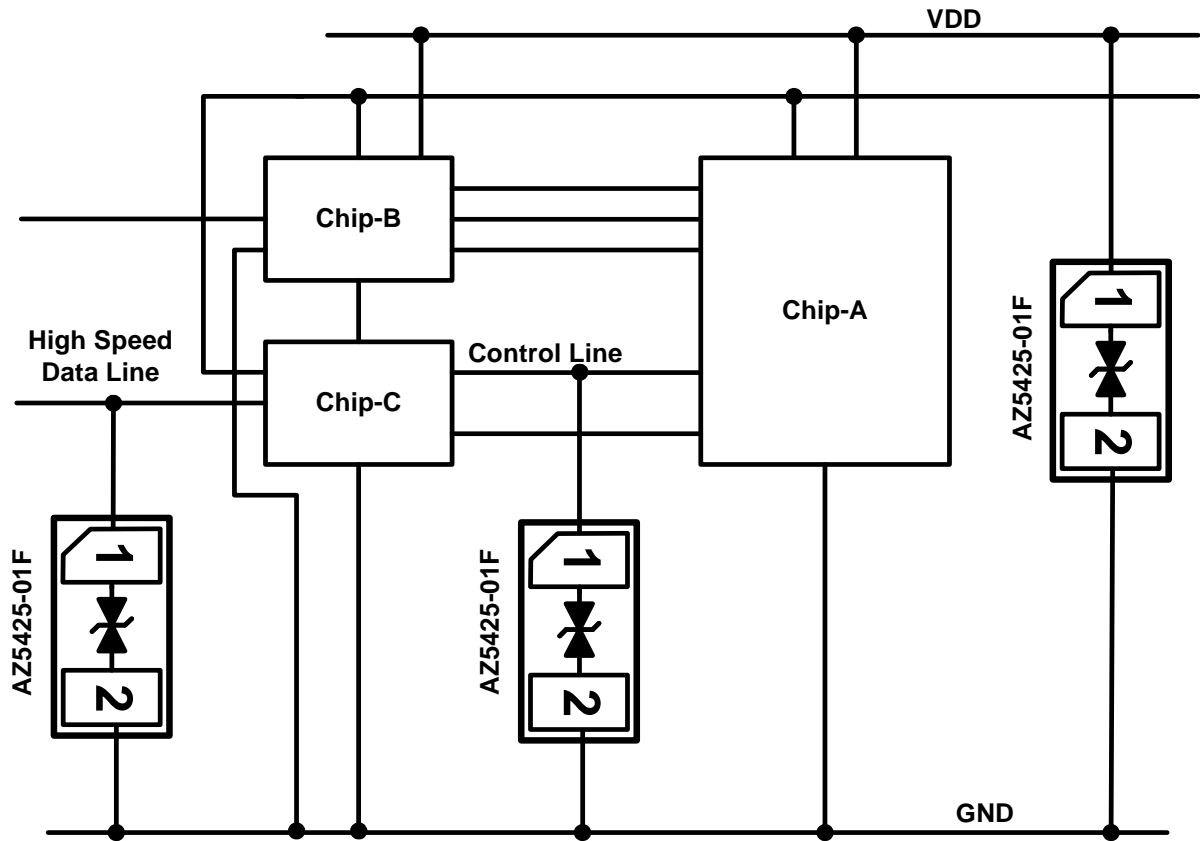 VDD
Chip-B
Chip-A
High Speed
Data Line
Control Line
Chip-C
AZ5425-01F
1
2
AZ5425-01F
1
2
AZ5425-01F
1
2
GND